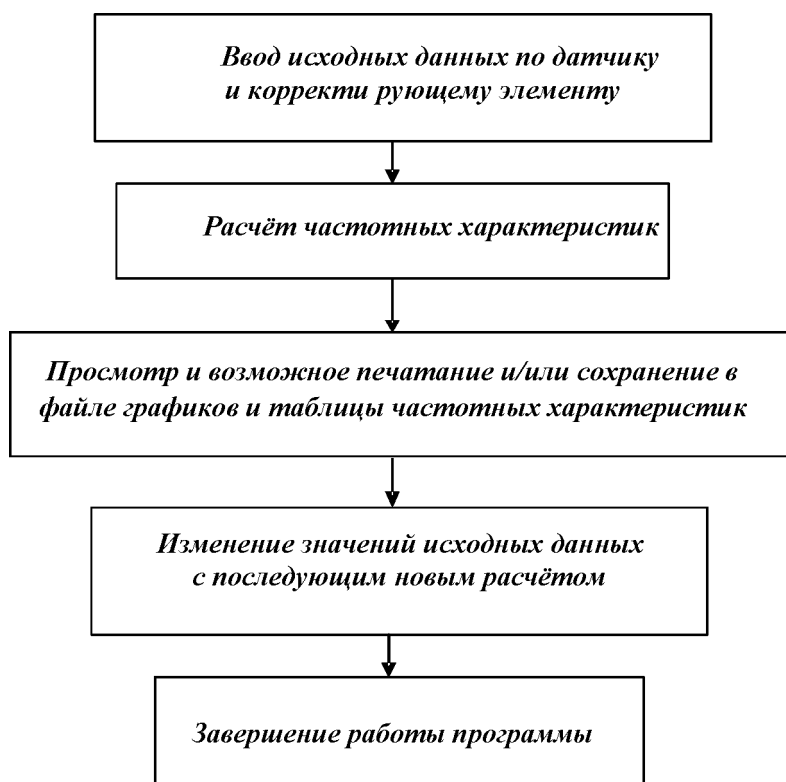 Ввод исходных данных по датчику
и корректи рующему элементу
Расчёт частотных характеристик
Просмотр и возможное печатание и/или сохранение в
файле графиков и таблицы частотных характеристик
Изменение значений исходных данных
с последующим новым расчётом
Завершение работы программы